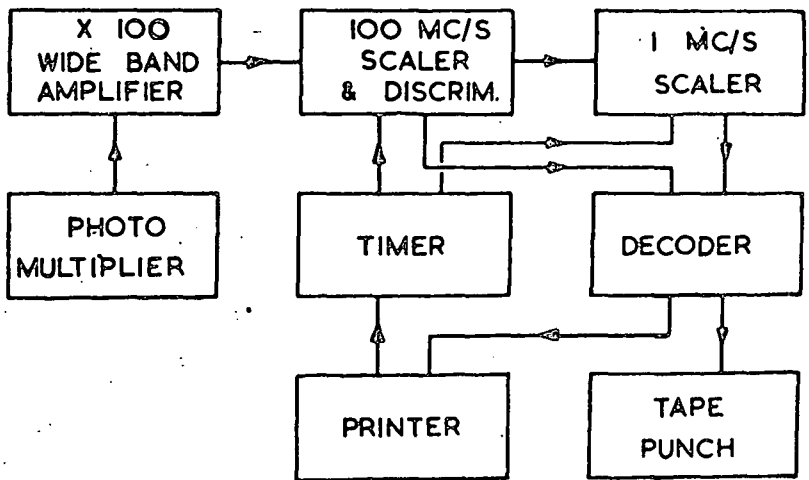 X 100
WIDE BAND
AMPLIFIER
100 MC/S
SCALER
& DISCRIM.
1 MC/S
SCALER
PHOTO
MULTIPLIER
TIMER
DECODER
PRINTER
TAPE
PUNCH